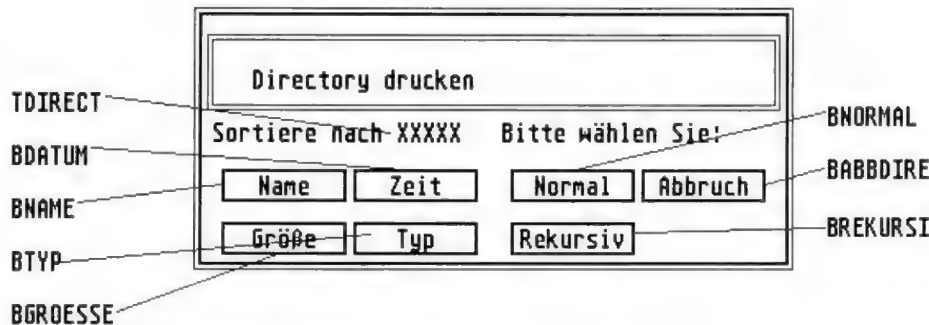 Directory drucken
TDIRECT
BNORMAL
Sortiere nach XXXXX Bitte wählen Sie!
BDATUM
BABBDIRE
Name Zeit Normal Abbruch
BNAME
BREKURSI
Größe Typ Rekursiv
BTYP
BGROESSE